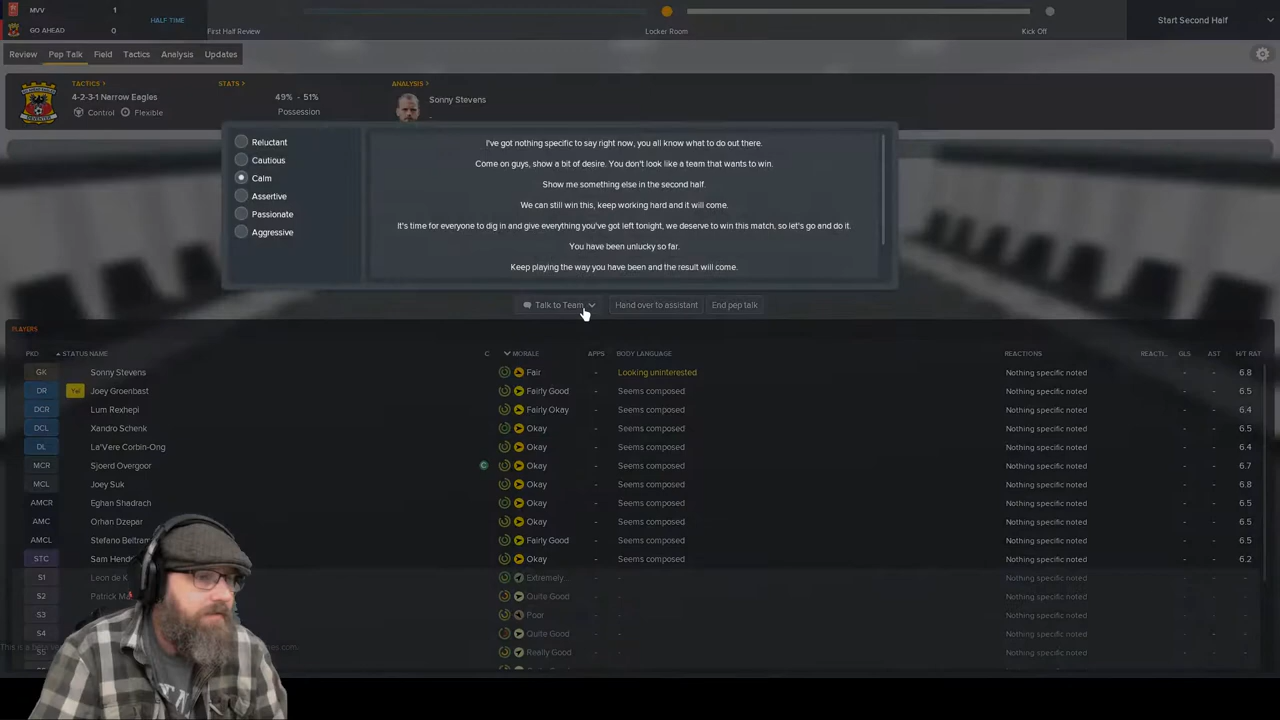 MVV 1
GO AHEAD 0
HALF TIME
First Half Review
Locker Room
Kick Off
Start Second Half
Review Pep Talk Field Tactics Analysis Updates
TACTICS > STATS > ANALYSIS >
4-2-3-1 Narrow Eagles 49% - 51% Sonny Stevens
Control Flexible Possession -
Reluctant
Cautious
Calm
Assertive
Passionate
Aggressive
I've got nothing specific to say right now, you all know what to do out there.
Come on guys, show a bit of desire. You don't look like a team that wants to win.
Show me something else in the second half.
We can still win this, keep working hard and it will come.
It's time for everyone to dig in and give everything you've got left tonight, we deserve to win this match, so let's go and do it.
You have been unlucky so far.
Keep playing the way you have been and the result will come.
Talk to Team Hand over to assistant End pep talk
PLAYERS
PKD STATUS NAME C MORALE APPS BODY LANGUAGE REACTIONS REACTI... GLS AST H/T RAT
GK Sonny Stevens Fair - Looking uninterested Nothing specific noted - - 6.8
DR Joey Groenbast Fairly Good - Seems composed Nothing specific noted - - 6.5
DCR Lum Rexhepi Fairly Okay - Seems composed Nothing specific noted - - 6.4
DCL Xandro Schenk Okay - Seems composed Nothing specific noted - - 6.5
DL La'Vere Corbin-Ong Okay - Seems composed Nothing specific noted - - 6.4
MCR Sjoerd Overgoor C Okay - Seems composed Nothing specific noted - - 6.7
MCL Joey Suk Okay - Seems composed Nothing specific noted - - 6.8
AMCR Eghan Shadrach Okay - Seems composed Nothing specific noted - - 6.5
AMC Orhan Dzepar Okay - Seems composed Nothing specific noted - - 6.5
AMCL Stefano Beltram Fairly Good - Seems composed Nothing specific noted - - 6.5
STC Sam Hend Okay - Seems composed Nothing specific noted - - 6.2
S1 Leon de K Extremely... - - Nothing specific noted - - -
S2 Patrick Ma Quite Good - - Nothing specific noted - - -
S3 Poor - - Nothing specific noted - - -
S4 Quite Good - - Nothing specific noted - - -
S5 Really Good - - Nothing specific noted - - -
This is a beta